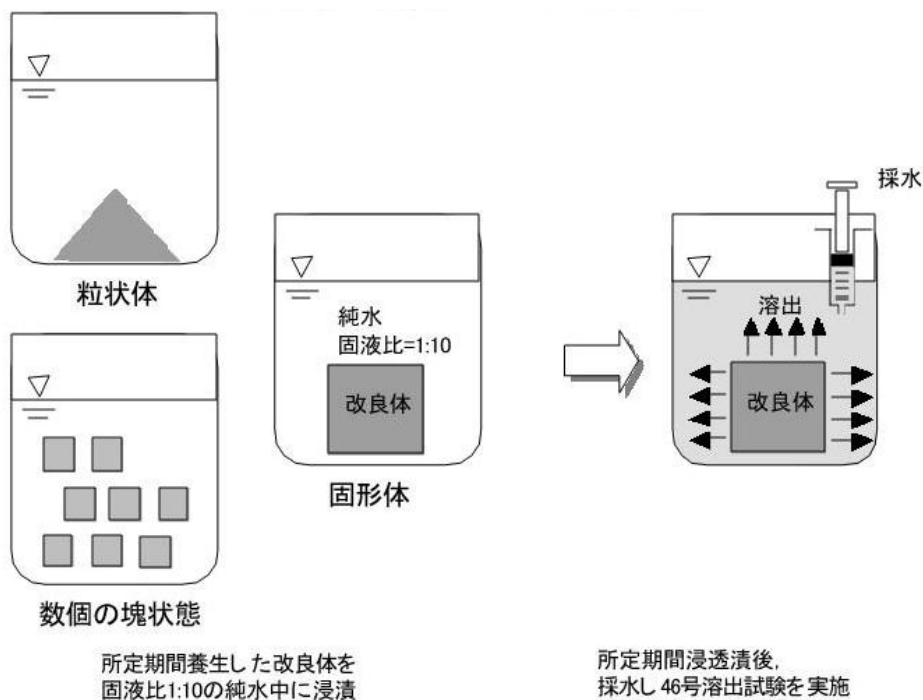 粒状体
数個の塊状態
純水
固液比=1:10
改良体
固形体
採水
溶出
改良体
所定期間養生した改良体を
固液比1:10の純水中に浸漬
所定期間浸透漬後,
採水し46号溶出試験を実施